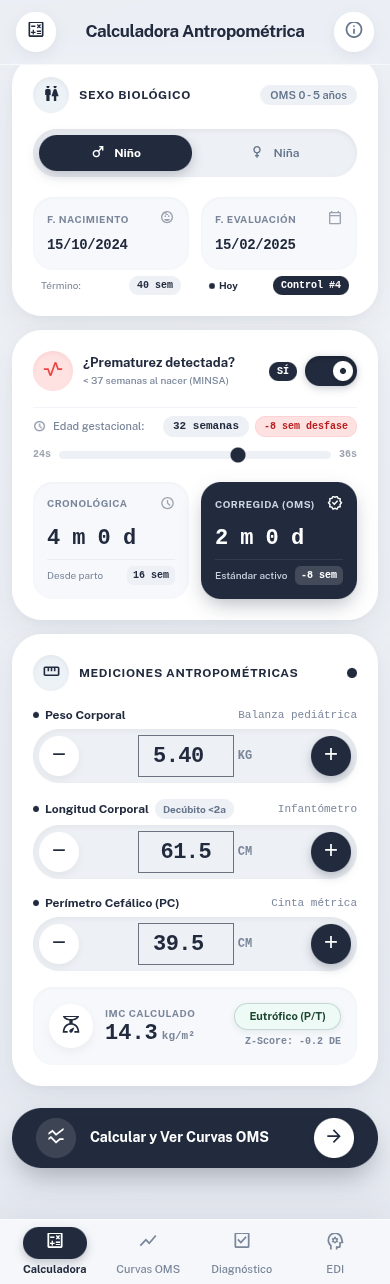 Calculadora Antropométrica
SEXO BIOLÓGICO
OMS 0 - 5 años
Niño
Niña
F. NACIMIENTO
15/10/2024
F. EVALUACIÓN
15/02/2025
Término:
40 sem
Hoy
Control #4
¿Prematurez detectada?
< 37 semanas al nacer (MINSA)
SÍ
Edad gestacional:
32 semanas
-8 sem desfase
24s
36s
CRONOLÓGICA
4 m 0 d
Desde parto
16 sem
CORREGIDA (OMS)
2 m 0 d
Estándar activo
-8 sem
MEDICIONES ANTROPOMÉTRICAS
Peso Corporal
Balanza pediátrica
− 5.40 KG +
Longitud Corporal
Decúbito <2a
Infantómetro
− 61.5 CM +
Perímetro Cefálico (PC)
Cinta métrica
− 39.5 CM +
IMC CALCULADO
14.3 kg/m²
Eutrófico (P/T)
Z-Score: -0.2 DE
Calcular y Ver Curvas OMS
Calculadora
Curvas OMS
Diagnóstico
EDI